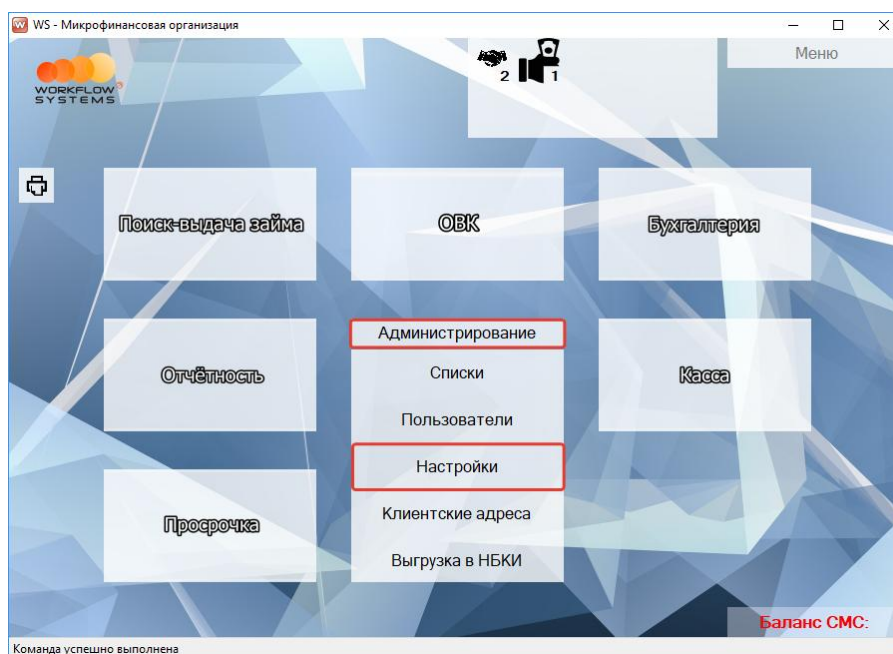 WS - Микрофинансовая организация
Меню
WORKFLOW
SYSTEMS
2
1
Поиск-выдача займа
ОВК
Бухгалтерия
Отчётность
Администрирование
Списки
Пользователи
Настройки
Клиентские адреса
Выгрузка в НБКИ
Касса
Просрочка
Баланс СМС:
Команда успешно выполнена